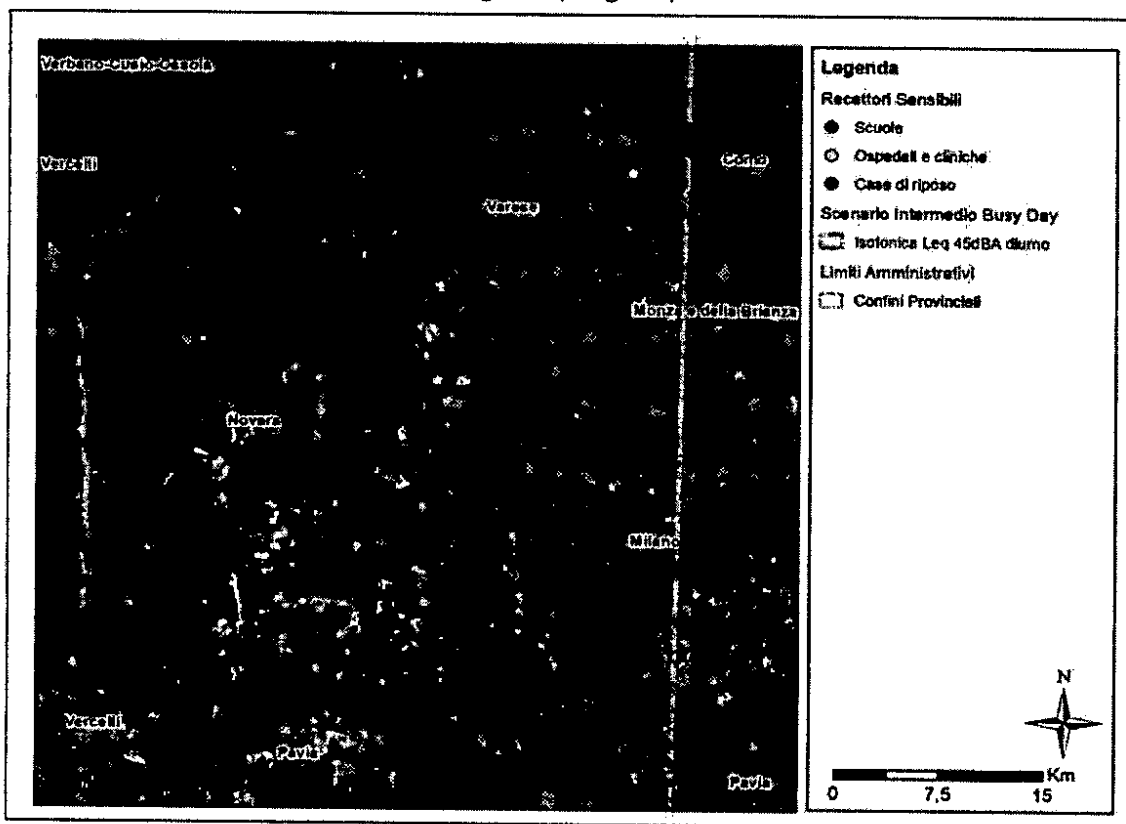 Verbano-Cusio-Ossola
Vercelli
Como
Varese
Monza e della Brianza
Novara
Milano
Vercelli
Pavia
Pavia
Legenda
Recettori Sensibili
Scuole
Ospedali e cliniche
Case di riposo
Scenario Intermedio Busy Day
Isofonica Leq 45dBA diurno
Limiti Amministrativi
Confini Provinciali
N
Km
0 7,5 15